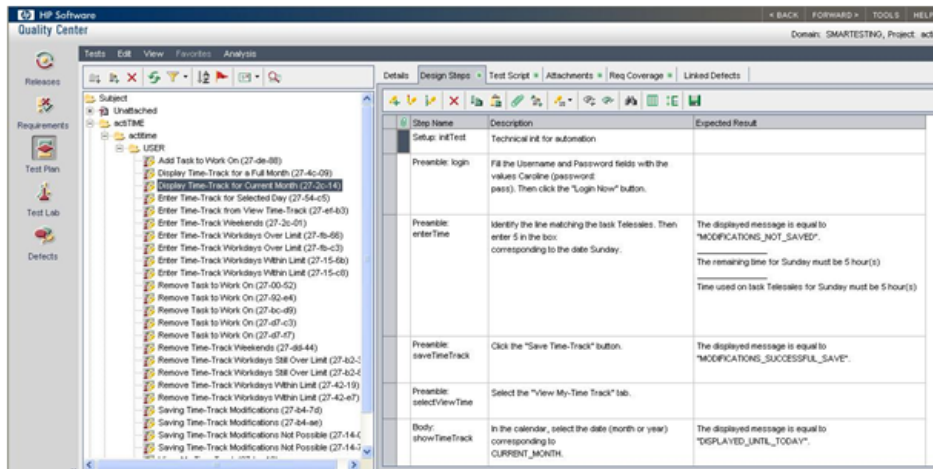 HP Software
< BACK FORWARD > TOOLS HELP
Quality Center
Domain: SMARTESTING, Project: act
Tests Edit View Favorites Analysis
Releases
Requirements
Test Plan
Test Lab
Defects
Subject
Unattached
actiTIME
actitime
USER
Add Task to Work On (27-de-88)
Display Time-Track for a Full Month (27-4c-09)
Display Time-Track for Current Month (27-2c-14)
Enter Time-Track for Selected Day (27-54-c5)
Enter Time-Track from View Time-Track (27-ef-b3)
Enter Time-Track Weekends (27-2c-01)
Enter Time-Track Workdays Over Limit (27-fb-66)
Enter Time-Track Workdays Over Limit (27-fb-c3)
Enter Time-Track Workdays Within Limit (27-15-6b)
Enter Time-Track Workdays Within Limit (27-15-c8)
Remove Task to Work On (27-00-52)
Remove Task to Work On (27-92-e4)
Remove Task to Work On (27-bc-d9)
Remove Task to Work On (27-d7-c3)
Remove Task to Work On (27-d7-f7)
Remove Time-Track Weekends (27-dd-44)
Remove Time-Track Workdays Still Over Limit (27-b2-
Remove Time-Track Workdays Still Over Limit (27-b2-
Remove Time-Track Workdays Within Limit (27-42-19)
Remove Time-Track Workdays Within Limit (27-42-e7)
Saving Time-Track Modifications (27-b4-7d)
Saving Time-Track Modifications (27-b4-ae)
Saving Time-Track Modifications Not Possible (27-14-
Saving Time-Track Modifications Not Possible (27-14-
Details Design Steps Test Script Attachments Req Coverage Linked Defects
Step Name Description Expected Result
Setup: initTest Technical init for automation
Preamble: login Fill the Username and Password fields with the
values Caroline (password:
pass). Then click the "Login Now" button.
Preamble: Identify the line matching the task Telesales. Then The displayed message is equal to
enterTime enter 5 in the box "MODIFICATIONS_NOT_SAVED".
corresponding to the date Sunday.
The remaining time for Sunday must be 5 hour(s)
Time used on task Telesales for Sunday must be 5 hour(s)
Preamble: Click the "Save Time-Track" button. The displayed message is equal to
saveTimeTrack "MODIFICATIONS_SUCCESSFUL_SAVE".
Preamble: Select the "View My-Time Track" tab.
selectViewTime
Body: In the calendar, select the date (month or year) The displayed message is equal to
showTimeTrack corresponding to "DISPLAYED_UNTIL_TODAY".
CURRENT_MONTH.